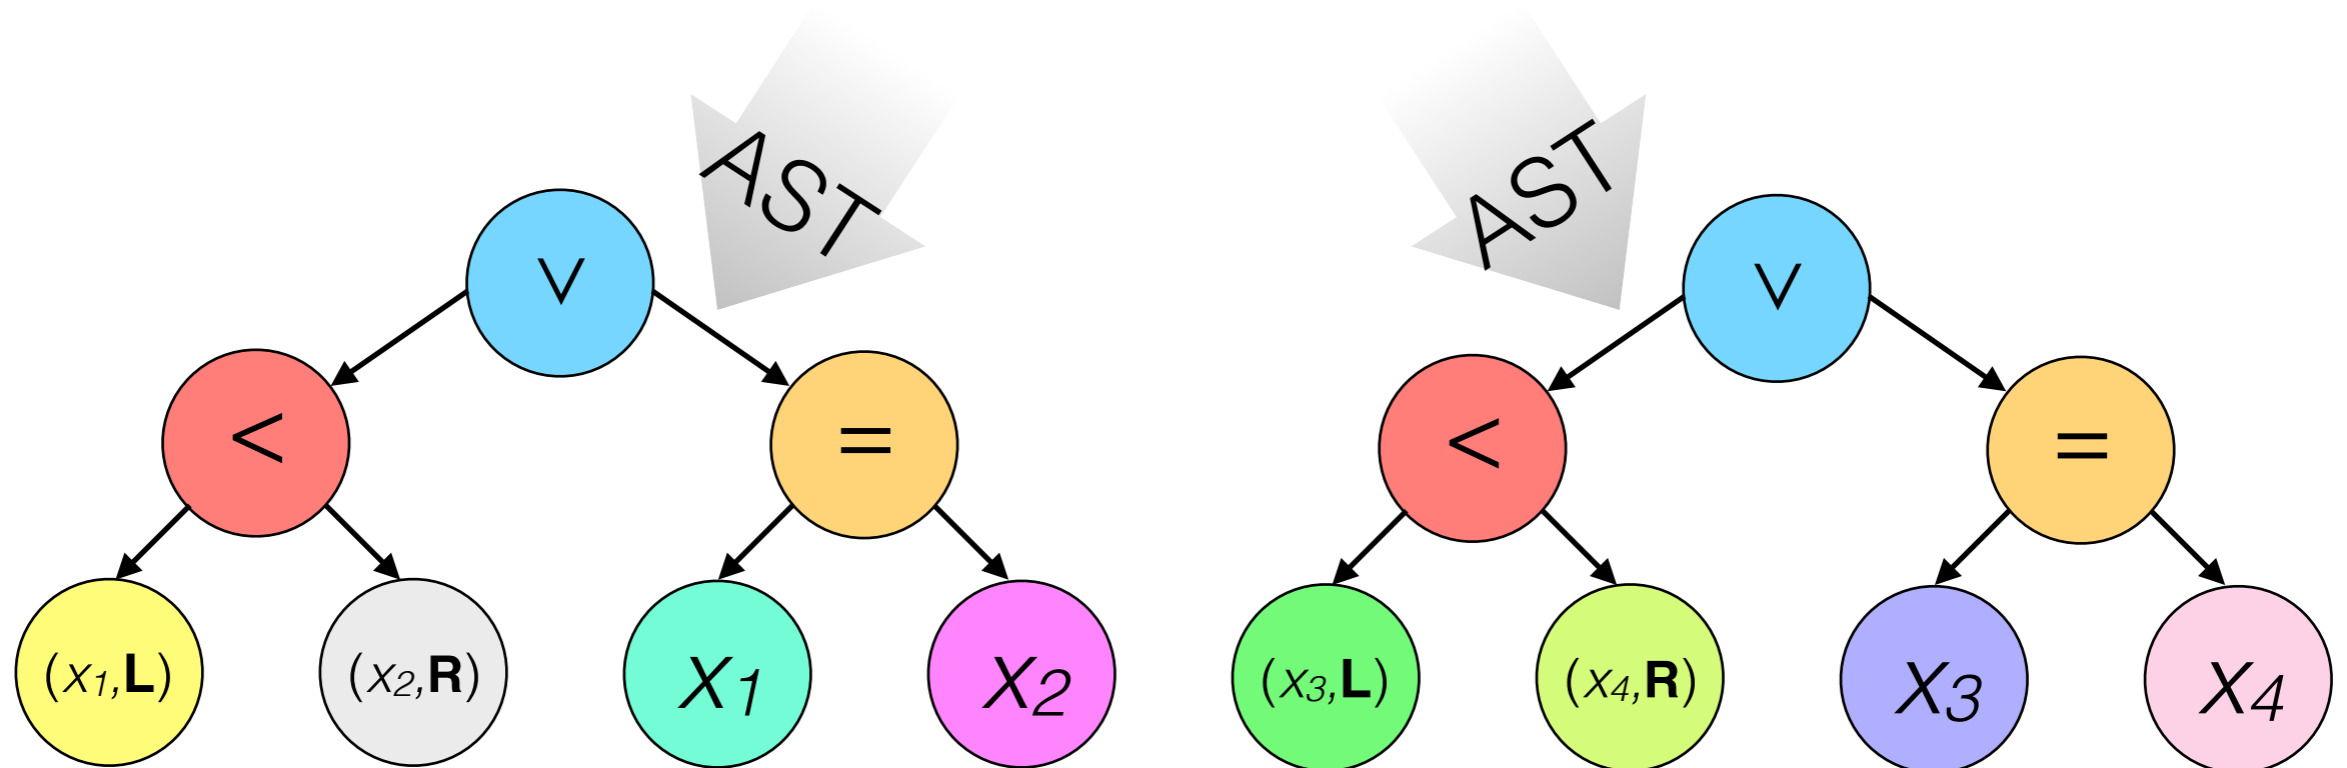 AST
AST
∨
∨
<
=
<
=
(x₁,L)
(x₂,R)
x₁
x₂
(x₃,L)
(x₄,R)
x₃
x₄